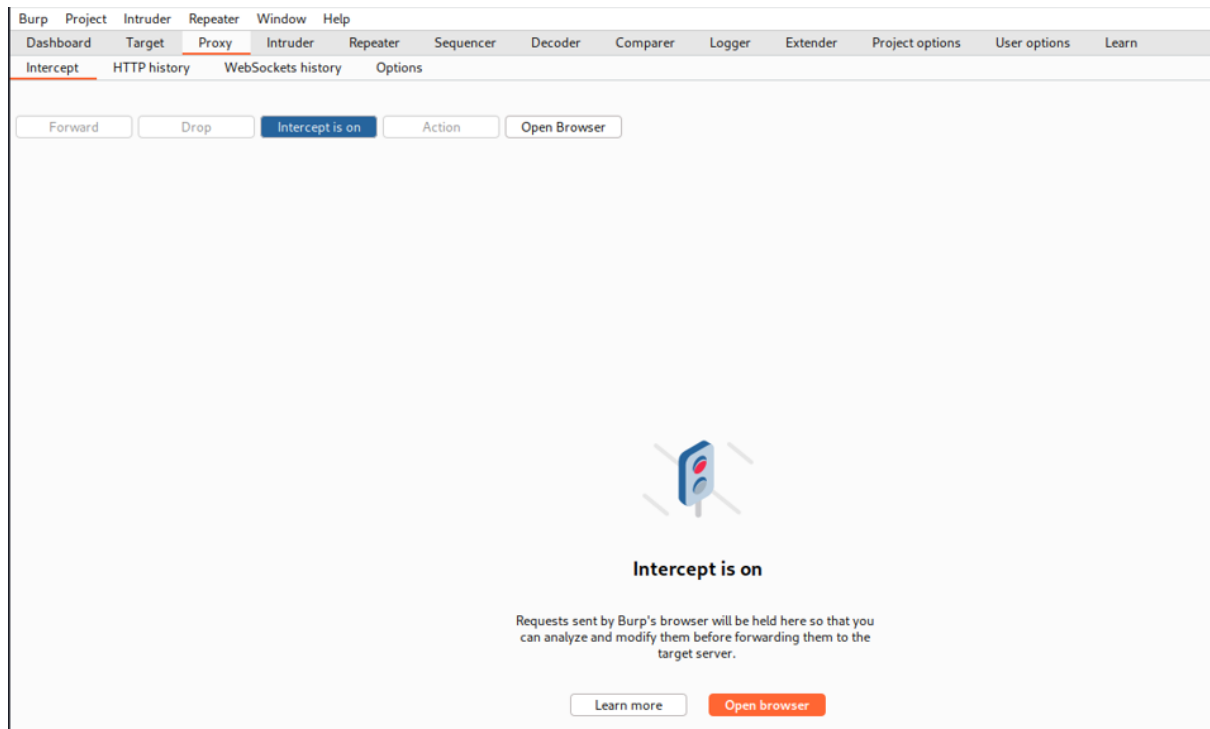 Burp Project Intruder Repeater Window Help
Dashboard Target Proxy Intruder Repeater Sequencer Decoder Comparer Logger Extender Project options User options Learn
Intercept HTTP history WebSockets history Options
Forward Drop Intercept is on Action Open Browser
Intercept is on
Requests sent by Burp's browser will be held here so that you
can analyze and modify them before forwarding them to the
target server.
Learn more Open browser